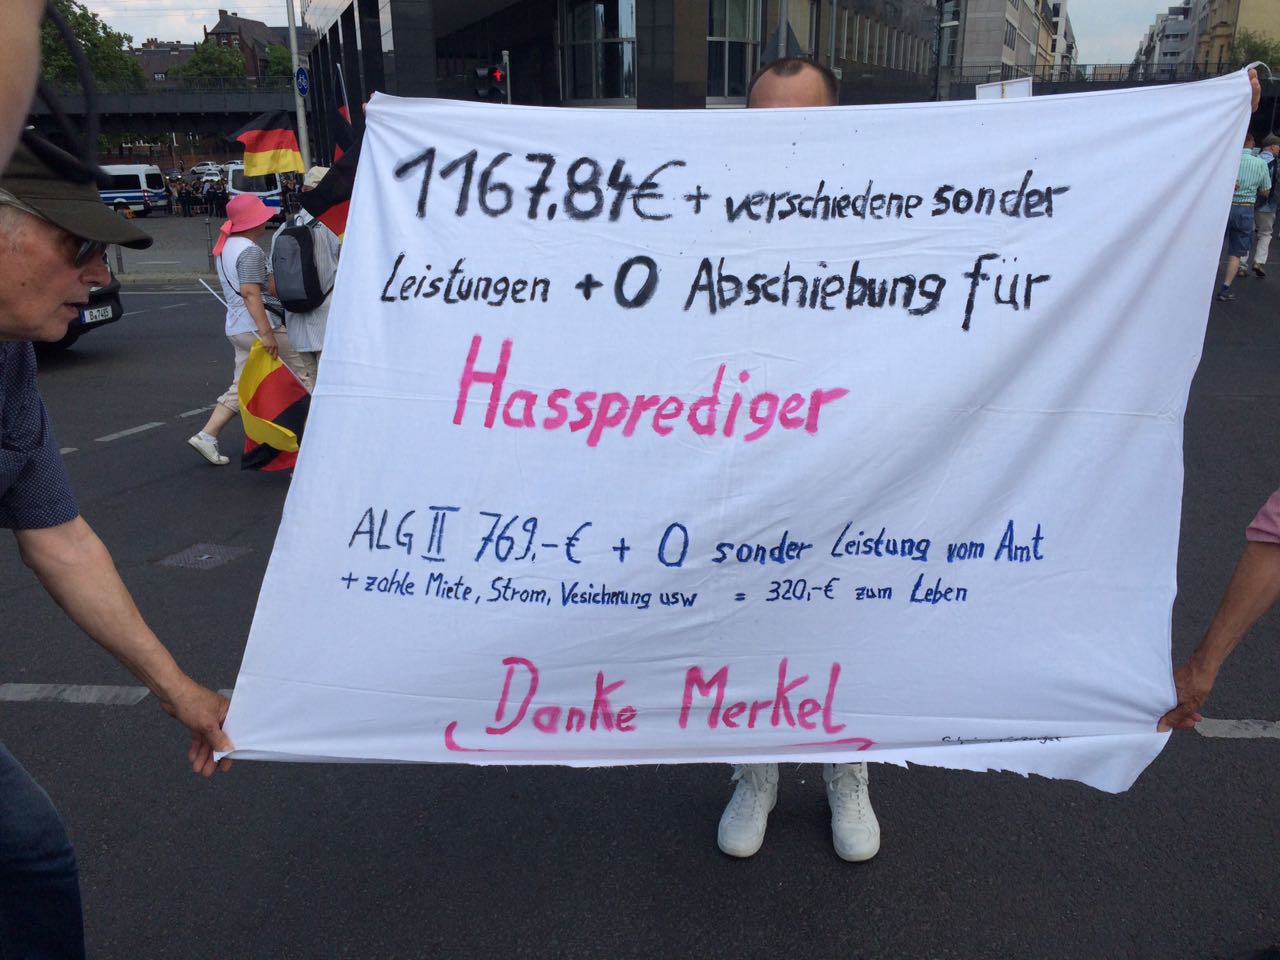 1167.84€ + verschiedene sonder
Leistungen + 0 Abschiebung für
Hassprediger
ALG II 769.-€ + 0 sonder Leistung vom Amt
+ zahle Miete, Strom, Vesicherung usw = 320,-€ zum Leben
Danke Merkel